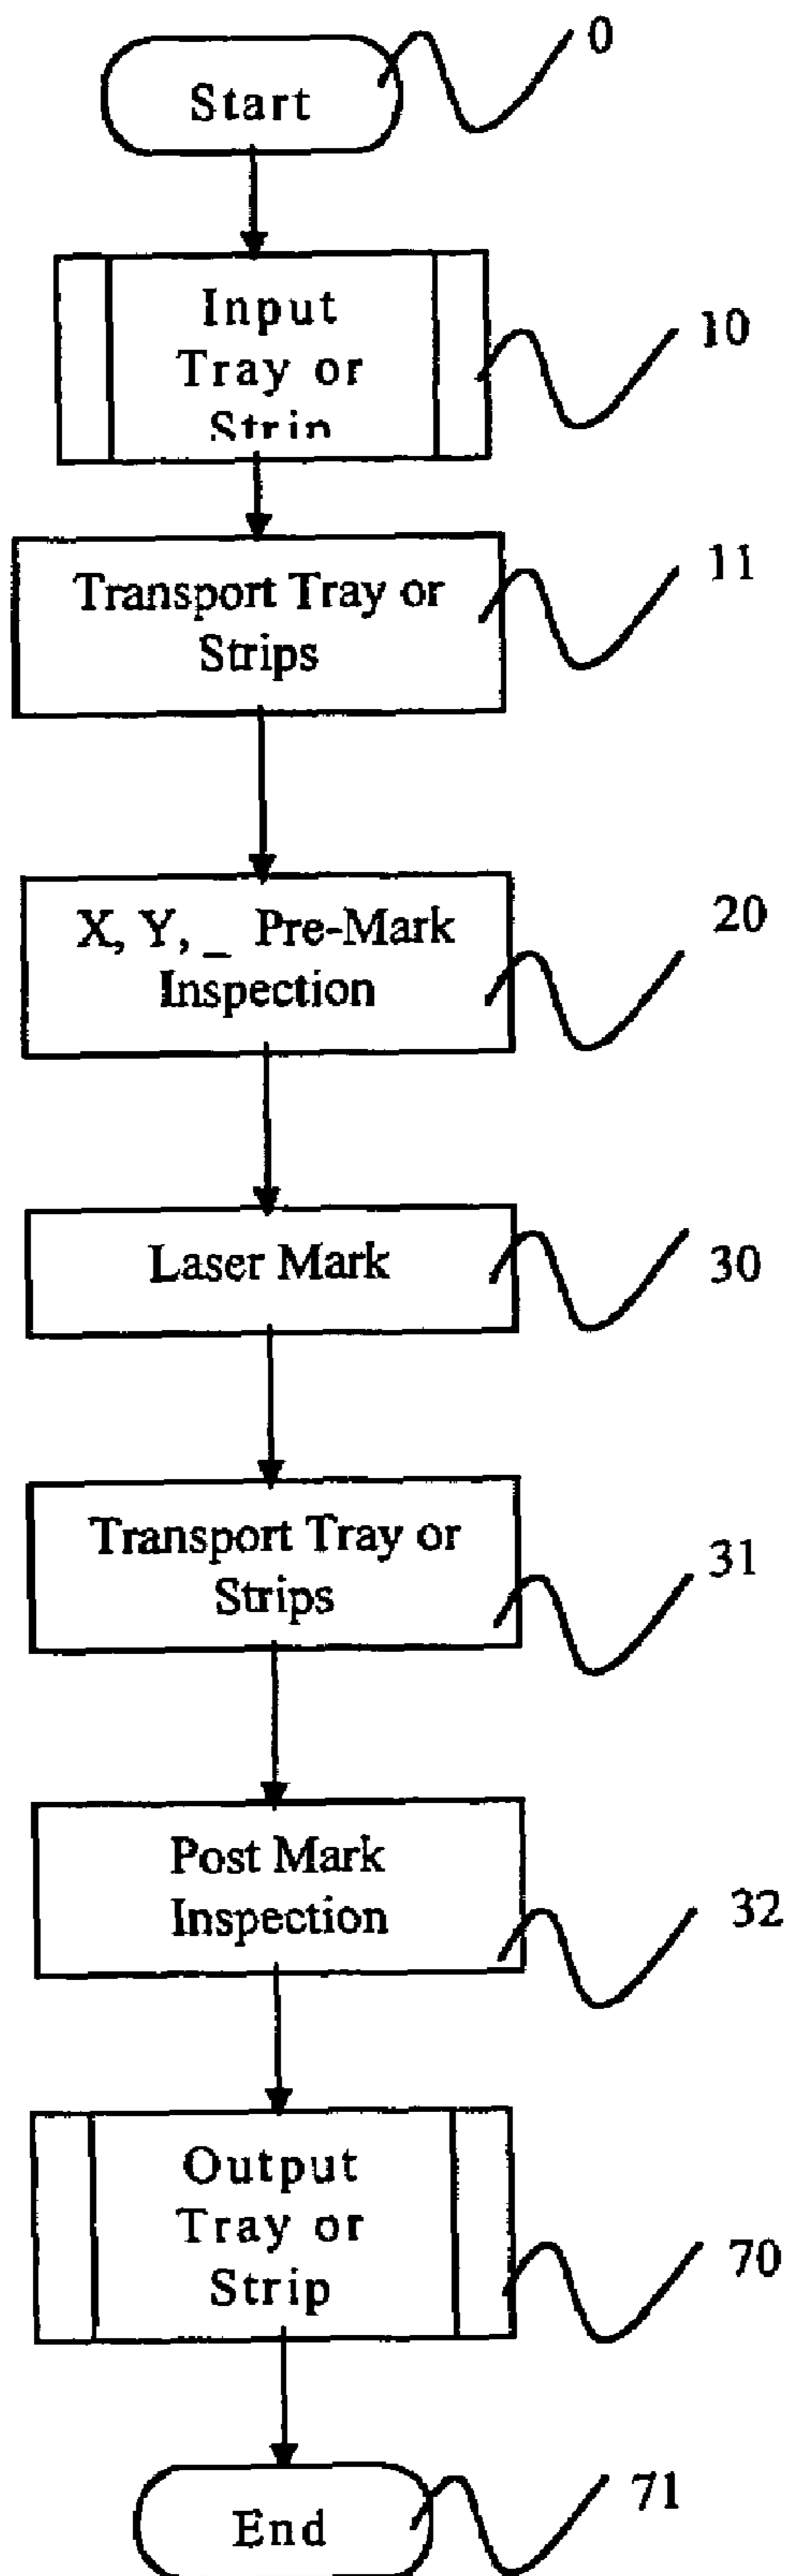 Start
0
Input
Tray or
Strip
10
Transport Tray or
Strips
11
X, Y, _ Pre-Mark
Inspection
20
Laser Mark
30
Transport Tray or
Strips
31
Post Mark
Inspection
32
Output
Tray or
Strip
70
End
71